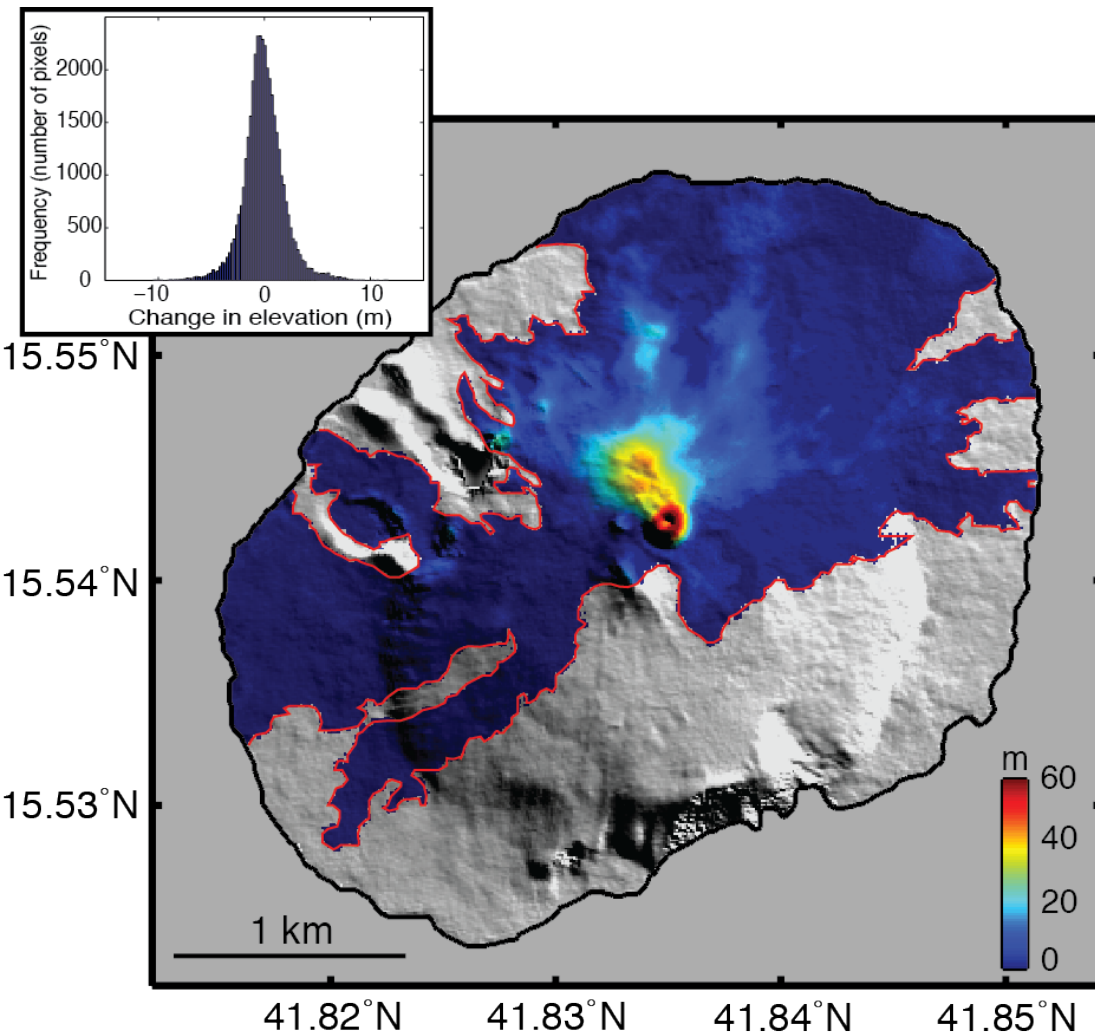 Frequency (number of pixels)
2000
1500
1000
500
0
−10 0 10
Change in elevation (m)
15.55°N
15.54°N
15.53°N
m
60
40
20
0
1 km
41.82°N 41.83°N 41.84°N 41.85°N